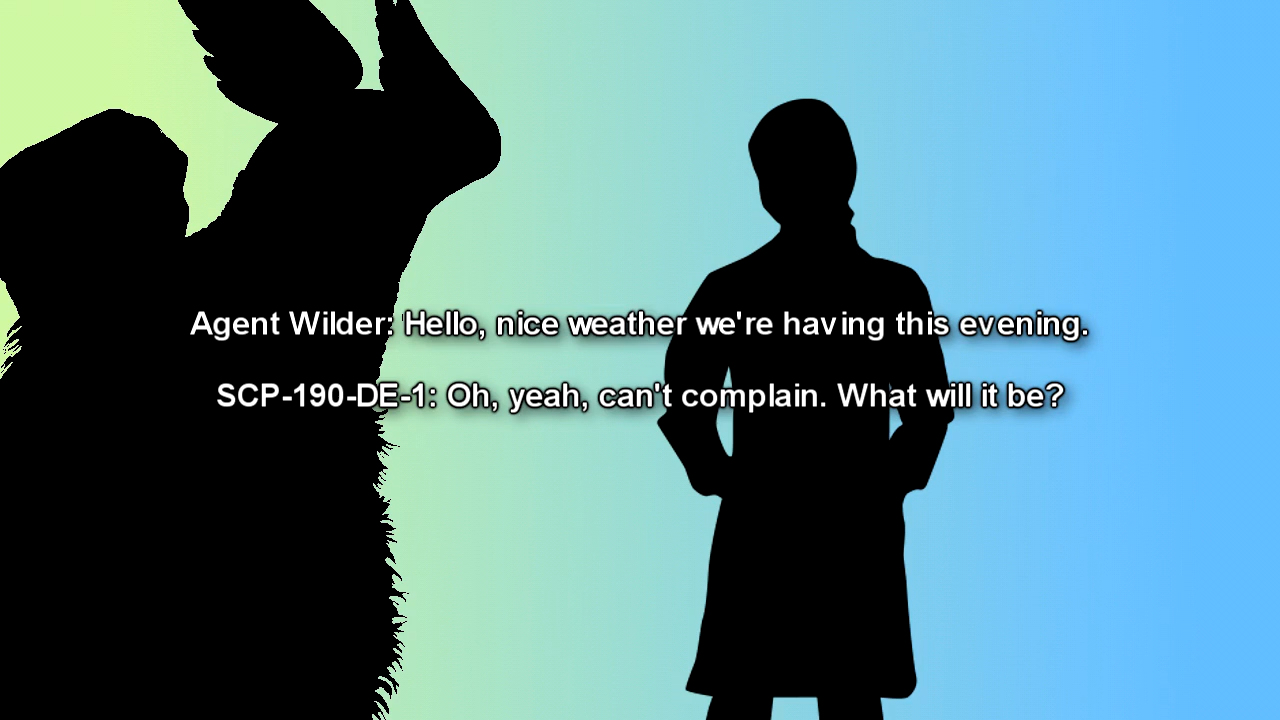 Agent Wilder: Hello, nice weather we're having this evening.
SCP-190-DE-1: Oh, yeah, can't complain. What will it be?